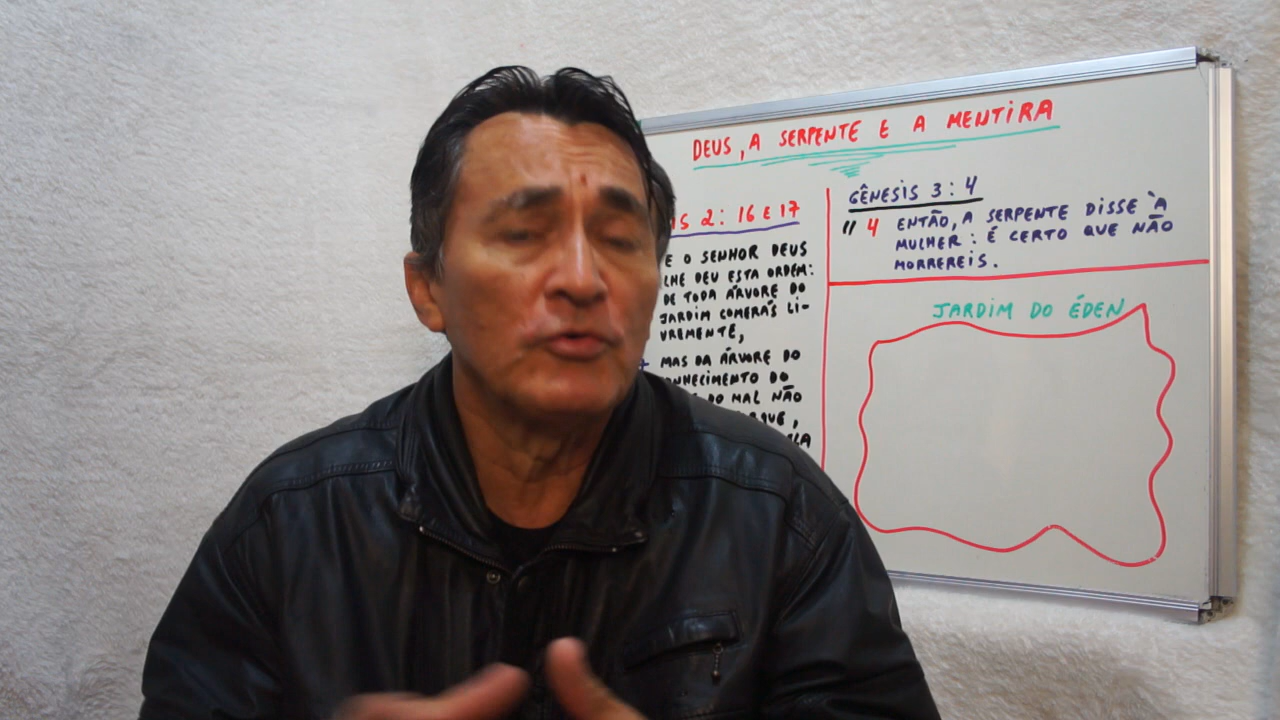 DEUS, A SERPENTE E A MENTIRA
2: 16 E 17
E O SENHOR DEUS
LHE DEU ESTA ORDEM:
DE TODA ÁRVORE DO
JARDIM COMERÁS LI-
VREMENTE,
MAS DA ÁRVORE DO
DO
DO MAL NÃO
GÊNESIS 3: 4
" 4 ENTÃO, A SERPENTE DISSE À
MULHER: É CERTO QUE NÃO
MORREREIS.
JARDIM DO ÉDEN